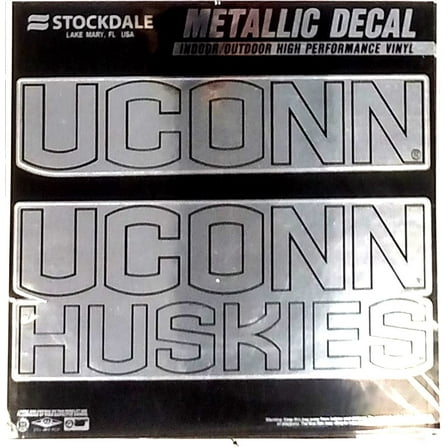 STOCKDALE
LAKE MARY, FL USA
METALLIC DECAL
INDOOR/OUTDOOR HIGH PERFORMANCE VINYL
UCONN ®
UCONN
HUSKIES